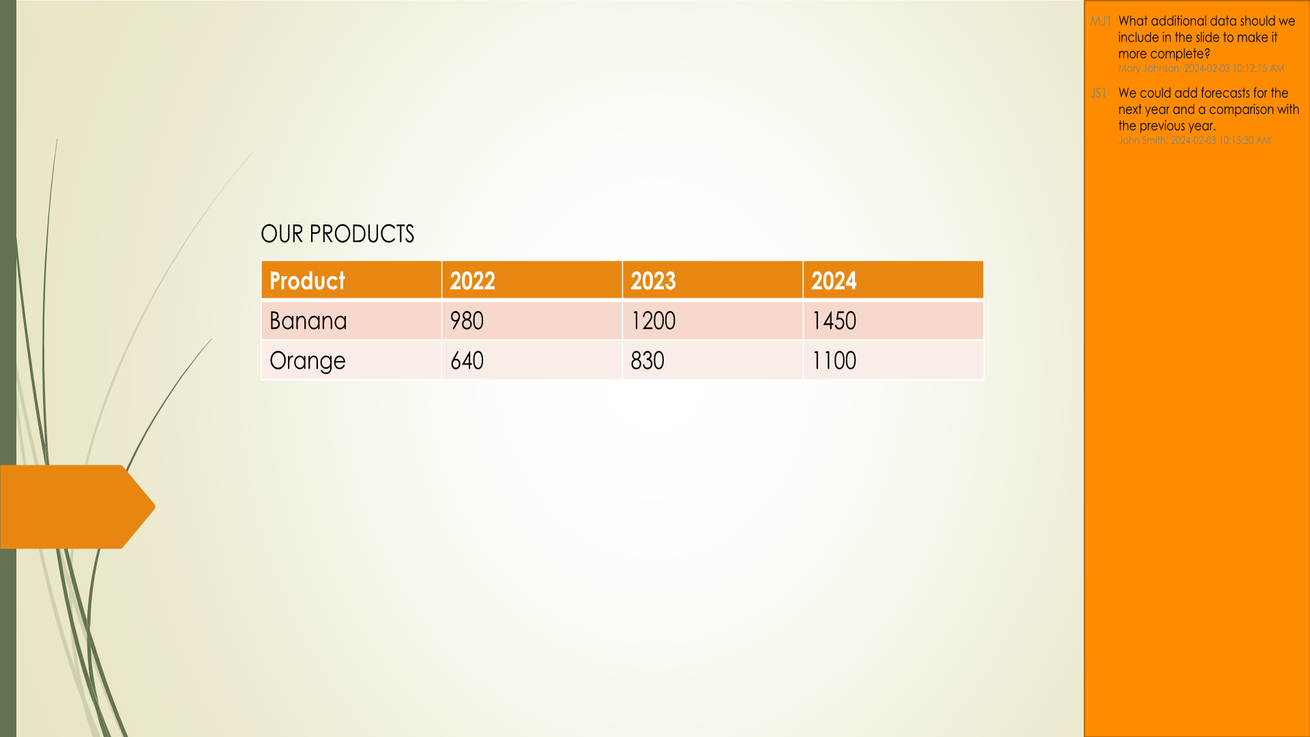 OUR PRODUCTS
Product 2022 2023 2024
Banana 980 1200 1450
Orange 640 830 1100
MJ1 What additional data should we
include in the slide to make it
more complete?
Mary Johnson: 2024-02-03 10:12:15 AM
JS1 We could add forecasts for the
next year and a comparison with
the previous year.
John Smith: 2024-02-03 10:15:30 AM